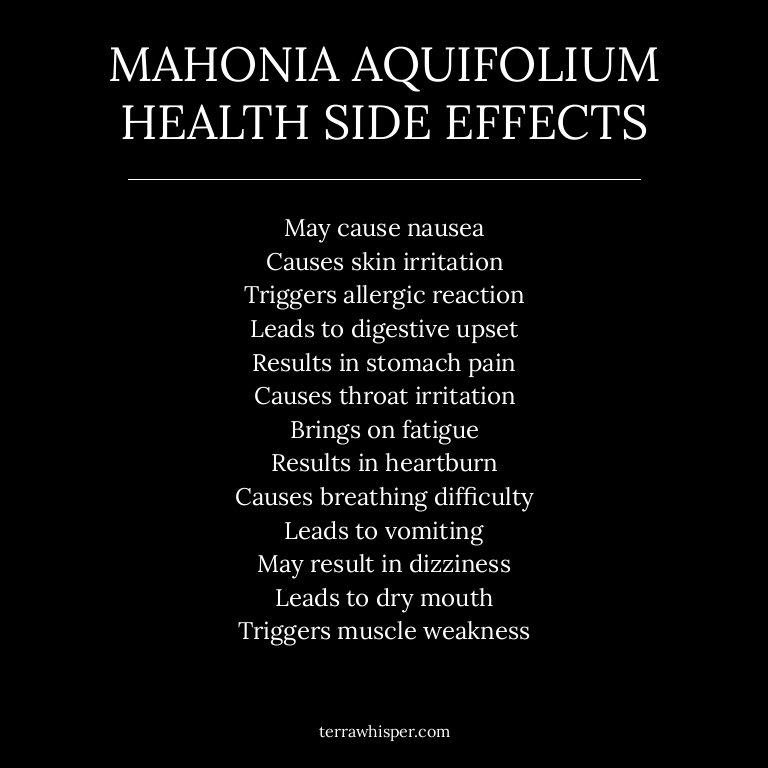 MAHONIA AQUIFOLIUM
HEALTH SIDE EFFECTS
May cause nausea
Causes skin irritation
Triggers allergic reaction
Leads to digestive upset
Results in stomach pain
Causes throat irritation
Brings on fatigue
Results in heartburn
Causes breathing difficulty
Leads to vomiting
May result in dizziness
Leads to dry mouth
Triggers muscle weakness
terrawhisper.com